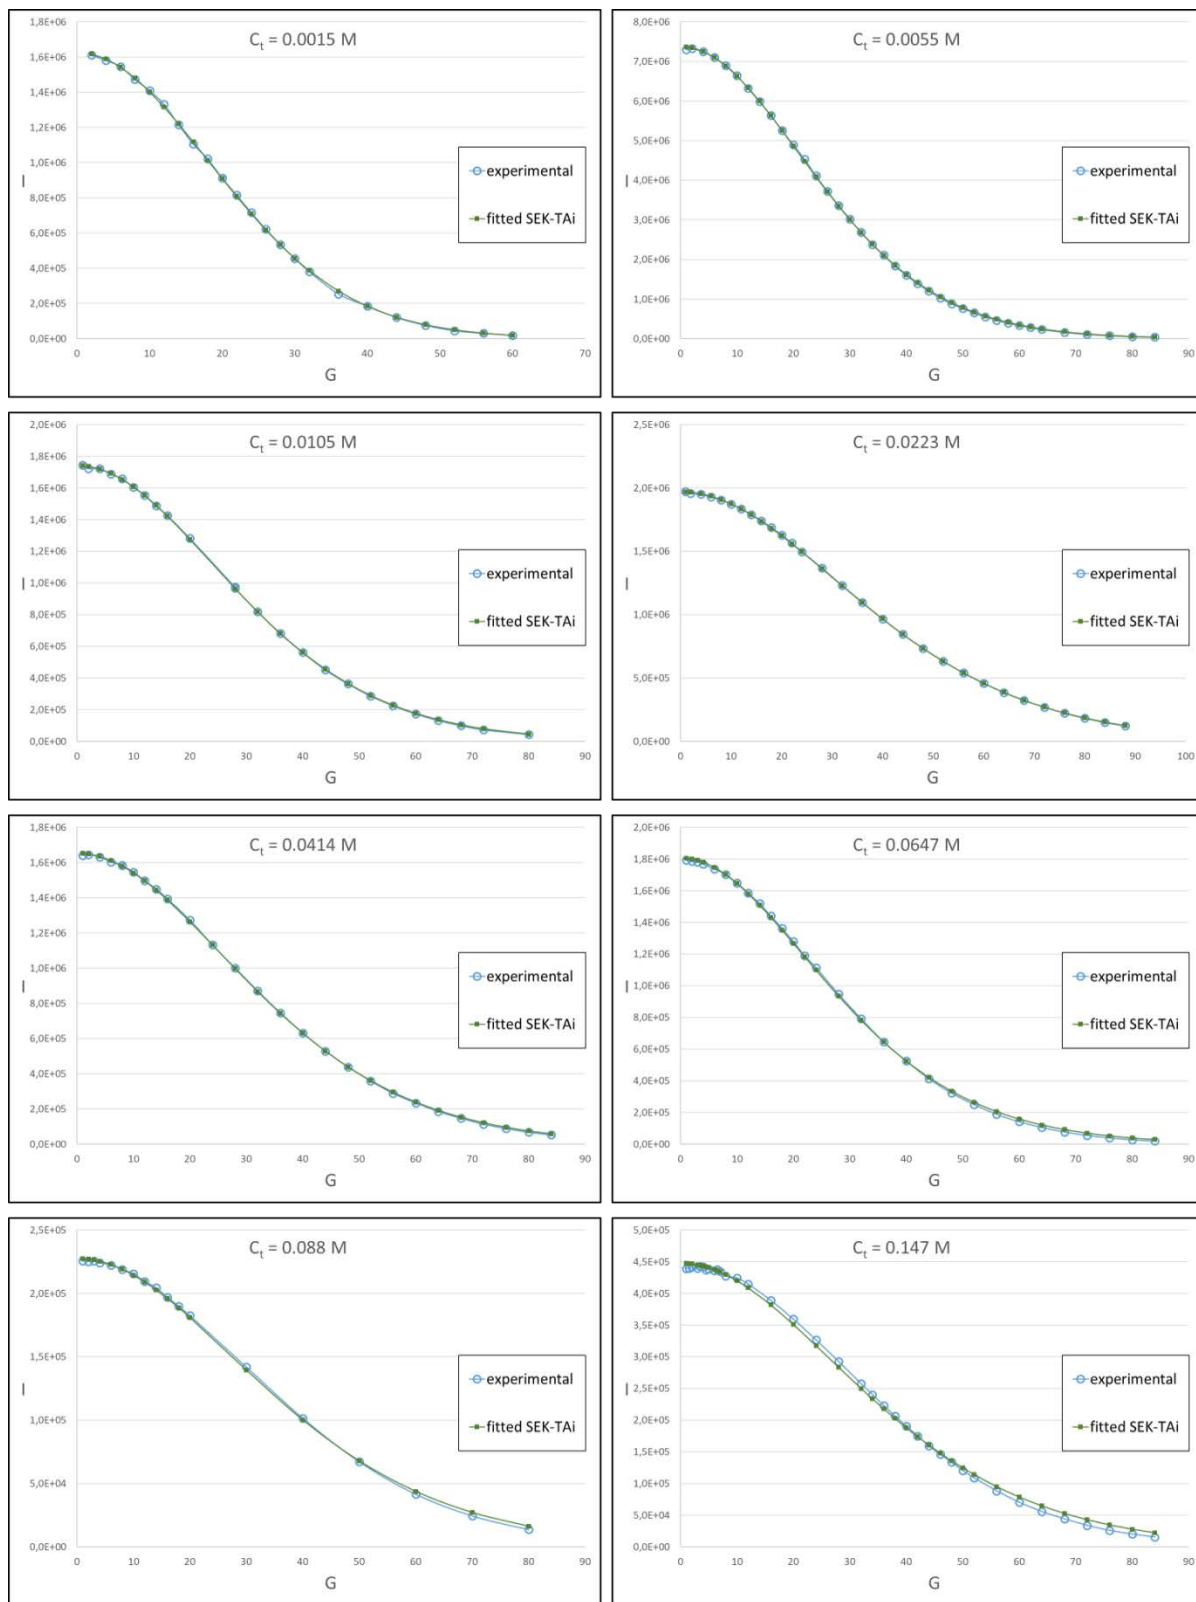 C_t = 0.0015 M
1,8E+06
1,6E+06
1,4E+06
1,2E+06
1,0E+06
8,0E+05
6,0E+05
4,0E+05
2,0E+05
0,0E+00
I
experimental
fitted SEK-TAi
0 10 20 30 40 50 60 70
G
C_t = 0.0055 M
8,0E+06
7,0E+06
6,0E+06
5,0E+06
4,0E+06
3,0E+06
2,0E+06
1,0E+06
0,0E+00
I
experimental
fitted SEK-TAi
0 10 20 30 40 50 60 70 80 90
G
C_t = 0.0105 M
2,0E+06
1,8E+06
1,6E+06
1,4E+06
1,2E+06
1,0E+06
8,0E+05
6,0E+05
4,0E+05
2,0E+05
0,0E+00
I
experimental
fitted SEK-TAi
0 10 20 30 40 50 60 70 80 90
G
C_t = 0.0223 M
2,5E+06
2,0E+06
1,5E+06
1,0E+06
5,0E+05
0,0E+00
I
experimental
fitted SEK-TAi
0 10 20 30 40 50 60 70 80 90 100
G
C_t = 0.0414 M
1,8E+06
1,6E+06
1,4E+06
1,2E+06
1,0E+06
8,0E+05
6,0E+05
4,0E+05
2,0E+05
0,0E+00
I
experimental
fitted SEK-TAi
0 10 20 30 40 50 60 70 80 90
G
C_t = 0.0647 M
2,0E+06
1,8E+06
1,6E+06
1,4E+06
1,2E+06
1,0E+06
8,0E+05
6,0E+05
4,0E+05
2,0E+05
0,0E+00
I
experimental
fitted SEK-TAi
0 10 20 30 40 50 60 70 80 90
G
C_t = 0.088 M
2,5E+05
2,0E+05
1,5E+05
1,0E+05
5,0E+04
0,0E+00
I
experimental
fitted SEK-TAi
0 10 20 30 40 50 60 70 80 90
G
C_t = 0.147 M
5,0E+05
4,5E+05
4,0E+05
3,5E+05
3,0E+05
2,5E+05
2,0E+05
1,5E+05
1,0E+05
5,0E+04
0,0E+00
I
experimental
fitted SEK-TAi
0 10 20 30 40 50 60 70 80 90
G